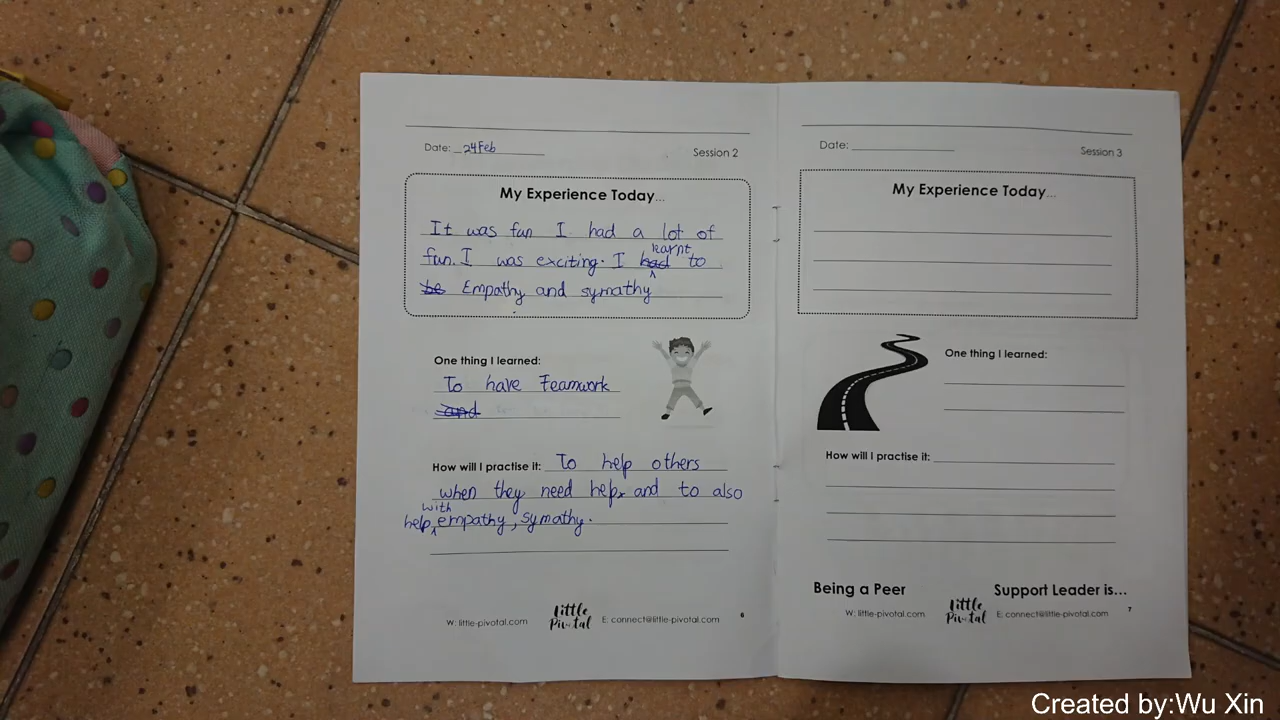 Date: 24 Feb
Session 2
My Experience Today...
It was fun I had a lot of
fun. I was exciting. I had learnt to
be Empathy and symathy
One thing I learned:
To have Teamwork
and
How will I practise it: To help others
when they need help. and to also
help with empathy, symathy.
W: little-pivotal.com
Little Pivotal
E: connect@little-pivotal.com
6
Date:
Session 3
My Experience Today...
One thing I learned:
How will I practise it:
Being a Peer Support Leader is...
W: little-pivotal.com
Little Pivotal
E: connect@little-pivotal.com
7
Created by:Wu Xin